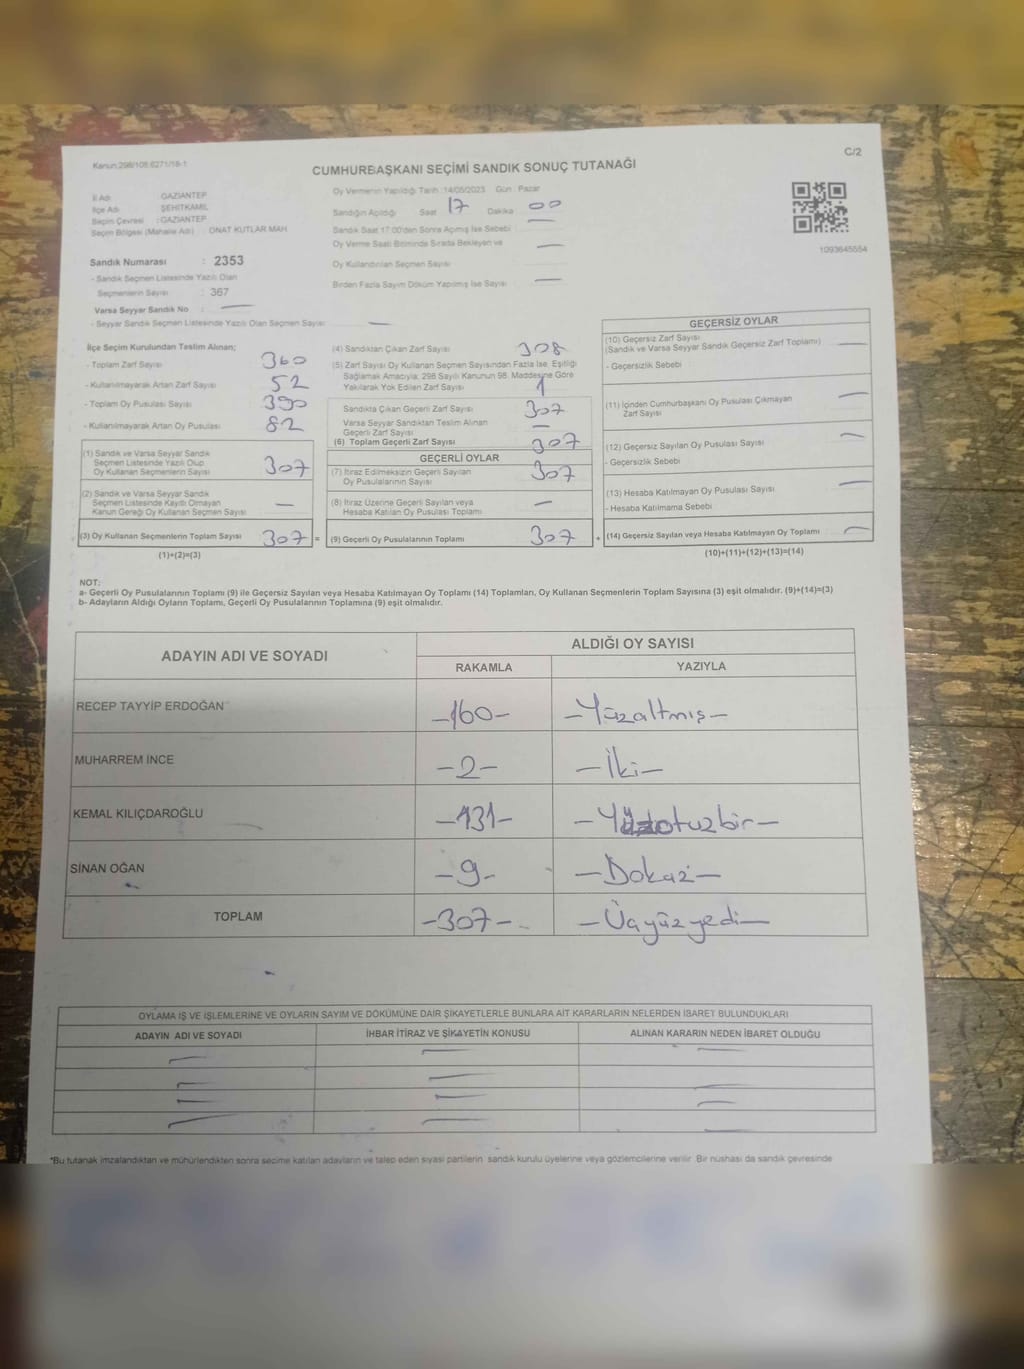 Kanun:298/108.6271/18-1
C/2
CUMHURBAŞKANI SEÇİMİ SANDIK SONUÇ TUTANAĞI
İl Adı GAZİANTEP
İlçe Adı ŞEHİTKAMİL
Seçim Çevresi : GAZİANTEP
Seçim Bölgesi (Mahalle Adı) : ONAT KUTLAR MAH.
Sandık Numarası : 2353
- Sandık Seçmen Listesinde Yazılı Olan
Seçmenlerin Sayısı : 367
Varsa Seyyar Sandık No : —
- Seyyar Sandık Seçmen Listesinde Yazılı Olan Seçmen Sayısı —
Oy Vermenin Yapıldığı Tarih :14/05/2023 Gün : Pazar
Sandığın Açıldığı Saat 17 Dakika 00
Sandık Saat 17.00'den Sonra Açımış İse Sebebi —
Oy Verme Saati Bitiminde Sırada Bekleyen ve —
Oy Kullandırılan Seçmen Sayısı
Birden Fazla Sayım Döküm Yapılmış İse Sayısı —
1093645554
İlçe Seçim Kurulundan Teslim Alınan;
- Toplam Zarf Sayısı 360
- Kullanılmayarak Artan Zarf Sayısı 52
- Toplam Oy Pusulası Sayısı 390
- Kullanılmayarak Artan Oy Pusulası 82
(1) Sandık ve Varsa Seyyar Sandık
Seçmen Listesinde Yazılı Olup
Oy Kullanan Seçmenlerin Sayısı 307
(2) Sandık ve Varsa Seyyar Sandık
Seçmen Listesinde Kayıtlı Olmayan
Kanun Gereği Oy Kullanan Seçmen Sayısı —
(3) Oy Kullanan Seçmenlerin Toplam Sayısı 307 =
(1)+(2)=(3)
(4) Sandıktan Çıkan Zarf Sayısı 308
(5) Zarf Sayısı Oy Kullanan Seçmen Sayısından Fazla İse, Eşitliği
Sağlamak Amacıyla; 298 Sayılı Kanunun 98. Maddesine Göre
Yakılarak Yok Edilen Zarf Sayısı 1
Sandıkta Çıkan Geçerli Zarf Sayısı 307
Varsa Seyyar Sandıktan Teslim Alınan
Geçerli Zarf Sayısı —
(6) Toplam Geçerli Zarf Sayısı 307
GEÇERLİ OYLAR
(7) İtiraz Edilmeksizin Geçerli Sayılan
Oy Pusulalarının Sayısı 307
(8) İtiraz Üzerine Geçerli Sayılan veya
Hesaba Katılan Oy Pusulası Toplamı —
(9) Geçerli Oy Pusulalarının Toplamı 307 +
GEÇERSİZ OYLAR
(10) Geçersiz Zarf Sayısı
(Sandık ve Varsa Seyyar Sandık Geçersiz Zarf Toplamı) —
- Geçersizlik Sebebi
(11) İçinden Cumhurbaşkanı Oy Pusulası Çıkmayan —
Zarf Sayısı
(12) Geçersiz Sayılan Oy Pusulası Sayısı —
- Geçersizlik Sebebi
(13) Hesaba Katılmayan Oy Pusulası Sayısı —
- Hesaba Katılmama Sebebi
(14) Geçersiz Sayılan veya Hesaba Katılmayan Oy Toplamı —
(10)+(11)+(12)+(13)=(14)
NOT:
a- Geçerli Oy Pusulalarının Toplamı (9) ile Geçersiz Sayılan veya Hesaba Katılmayan Oy Toplamı (14) Toplamları, Oy Kullanan Seçmenlerin Toplam Sayısına (3) eşit olmalıdır. (9)+(14)=(3)
b- Adayların Aldığı Oyların Toplamı, Geçerli Oy Pusulalarının Toplamına (9) eşit olmalıdır.
ADAYIN ADI VE SOYADI
ALDIĞI OY SAYISI
RAKAMLA YAZIYLA
RECEP TAYYİP ERDOĞAN -160- -Yüzaltmış-
MUHARREM İNCE -2- -İki-
KEMAL KILIÇDAROĞLU -131- -Yüzotuzbir-
SİNAN OĞAN -9- -Dokuz-
TOPLAM -307- -Üçyüzyedi-
OYLAMA İŞ VE İŞLEMLERİNE VE OYLARIN SAYIM VE DÖKÜMÜNE DAİR ŞİKAYETLERLE BUNLARA AİT KARARLARIN NELERDEN İBARET BULUNDUKLARI
ADAYIN ADI VE SOYADI İHBAR İTİRAZ VE ŞİKAYETİN KONUSU ALINAN KARARIN NEDEN İBARET OLDUĞU
*Bu tutanak imzalandıktan ve mühürlendikten sonra seçime katılan adayların ve talep eden siyasi partilerin sandık kurulu üyelerine veya gözlemcilerine verilir. Bir nüshası da sandık çevresinde